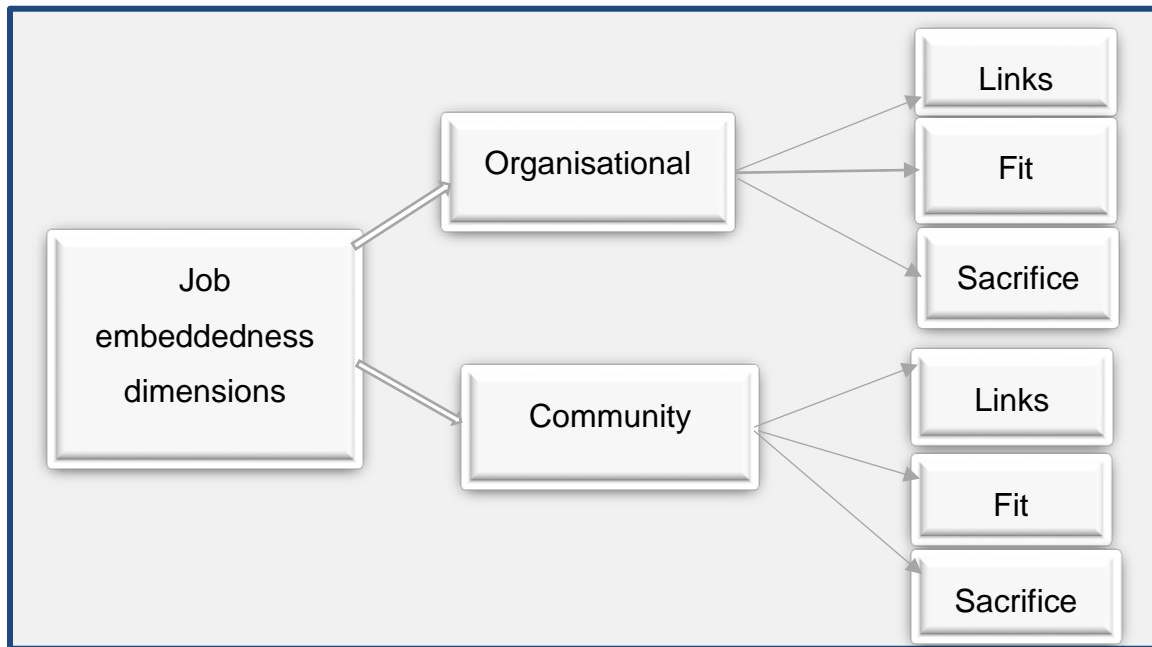 Job
embeddedness
dimensions
Organisational
Links
Fit
Sacrifice
Community
Links
Fit
Sacrifice